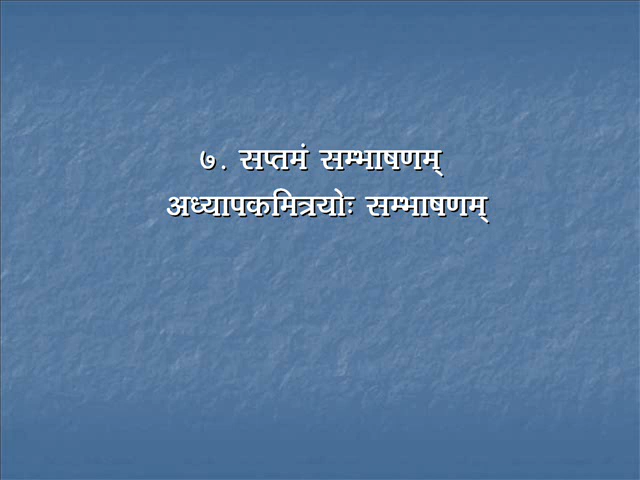 ७. सप्तमं सम्भाषणम्
अध्यापकमित्रयोः सम्भाषणम्